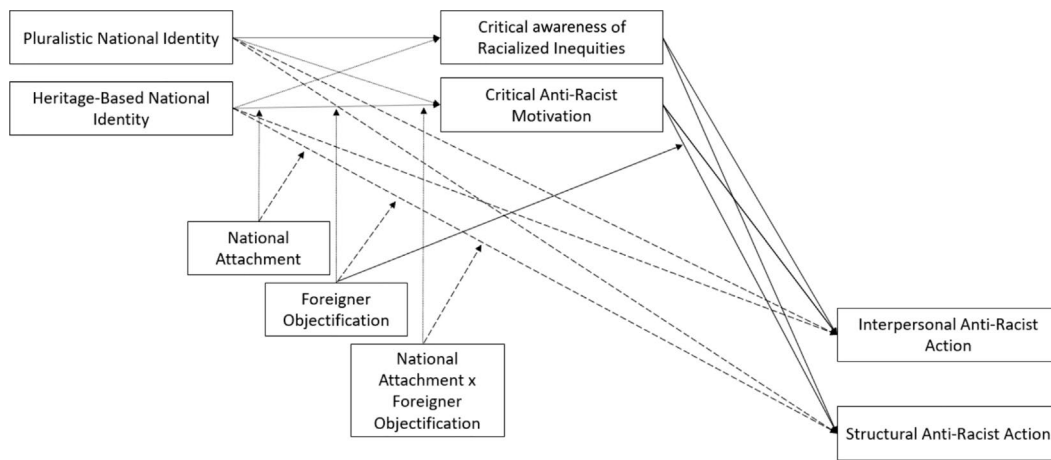 Pluralistic National Identity
Critical awareness of
Racialized Inequities
Heritage-Based National
Identity
Critical Anti-Racist
Motivation
National
Attachment
Foreigner
Objectification
National
Attachment x
Foreigner
Objectification
Interpersonal Anti-Racist
Action
Structural Anti-Racist Action